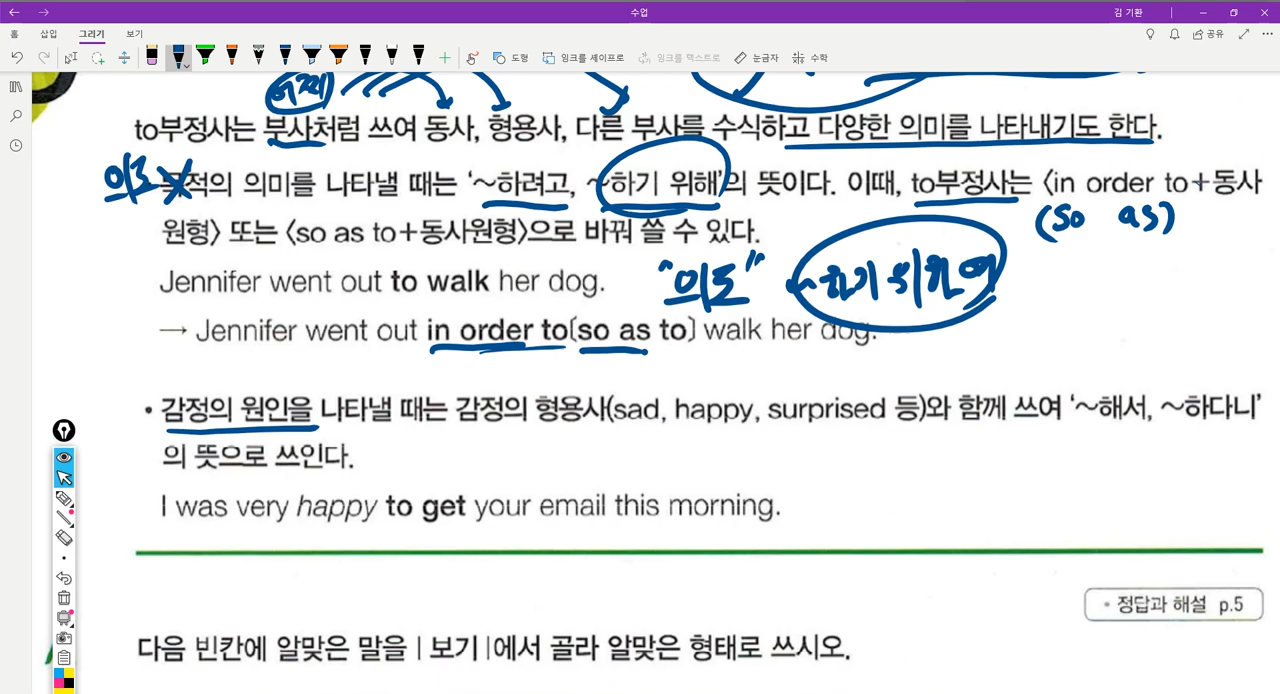 수업
김 기환
홈 삽입 그리기 보기
도형 잉크를 셰이프로 잉크를 텍스트로 눈금자 수학 공유
어찌
to부정사는 부사처럼 쓰여 동사, 형용사, 다른 부사를 수식하고 다양한 의미를 나타내기도 한다.
의도 목적의 의미를 나타낼 때는 '~하려고, ~하기 위해'의 뜻이다. 이때, to부정사는 〈in order to+동사
(so as)
원형〉 또는 〈so as to+동사원형〉으로 바꿔 쓸 수 있다.
Jennifer went out to walk her dog.
"의도" ~하기 위하여
→ Jennifer went out in order to〔so as to〕 walk her dog.
• 감정의 원인을 나타낼 때는 감정의 형용사(sad, happy, surprised 등)와 함께 쓰여 '~해서, ~하다니'
의 뜻으로 쓰인다.
I was very happy to get your email this morning.
• 정답과 해설 p.5
다음 빈칸에 알맞은 말을 | 보기 |에서 골라 알맞은 형태로 쓰시오.